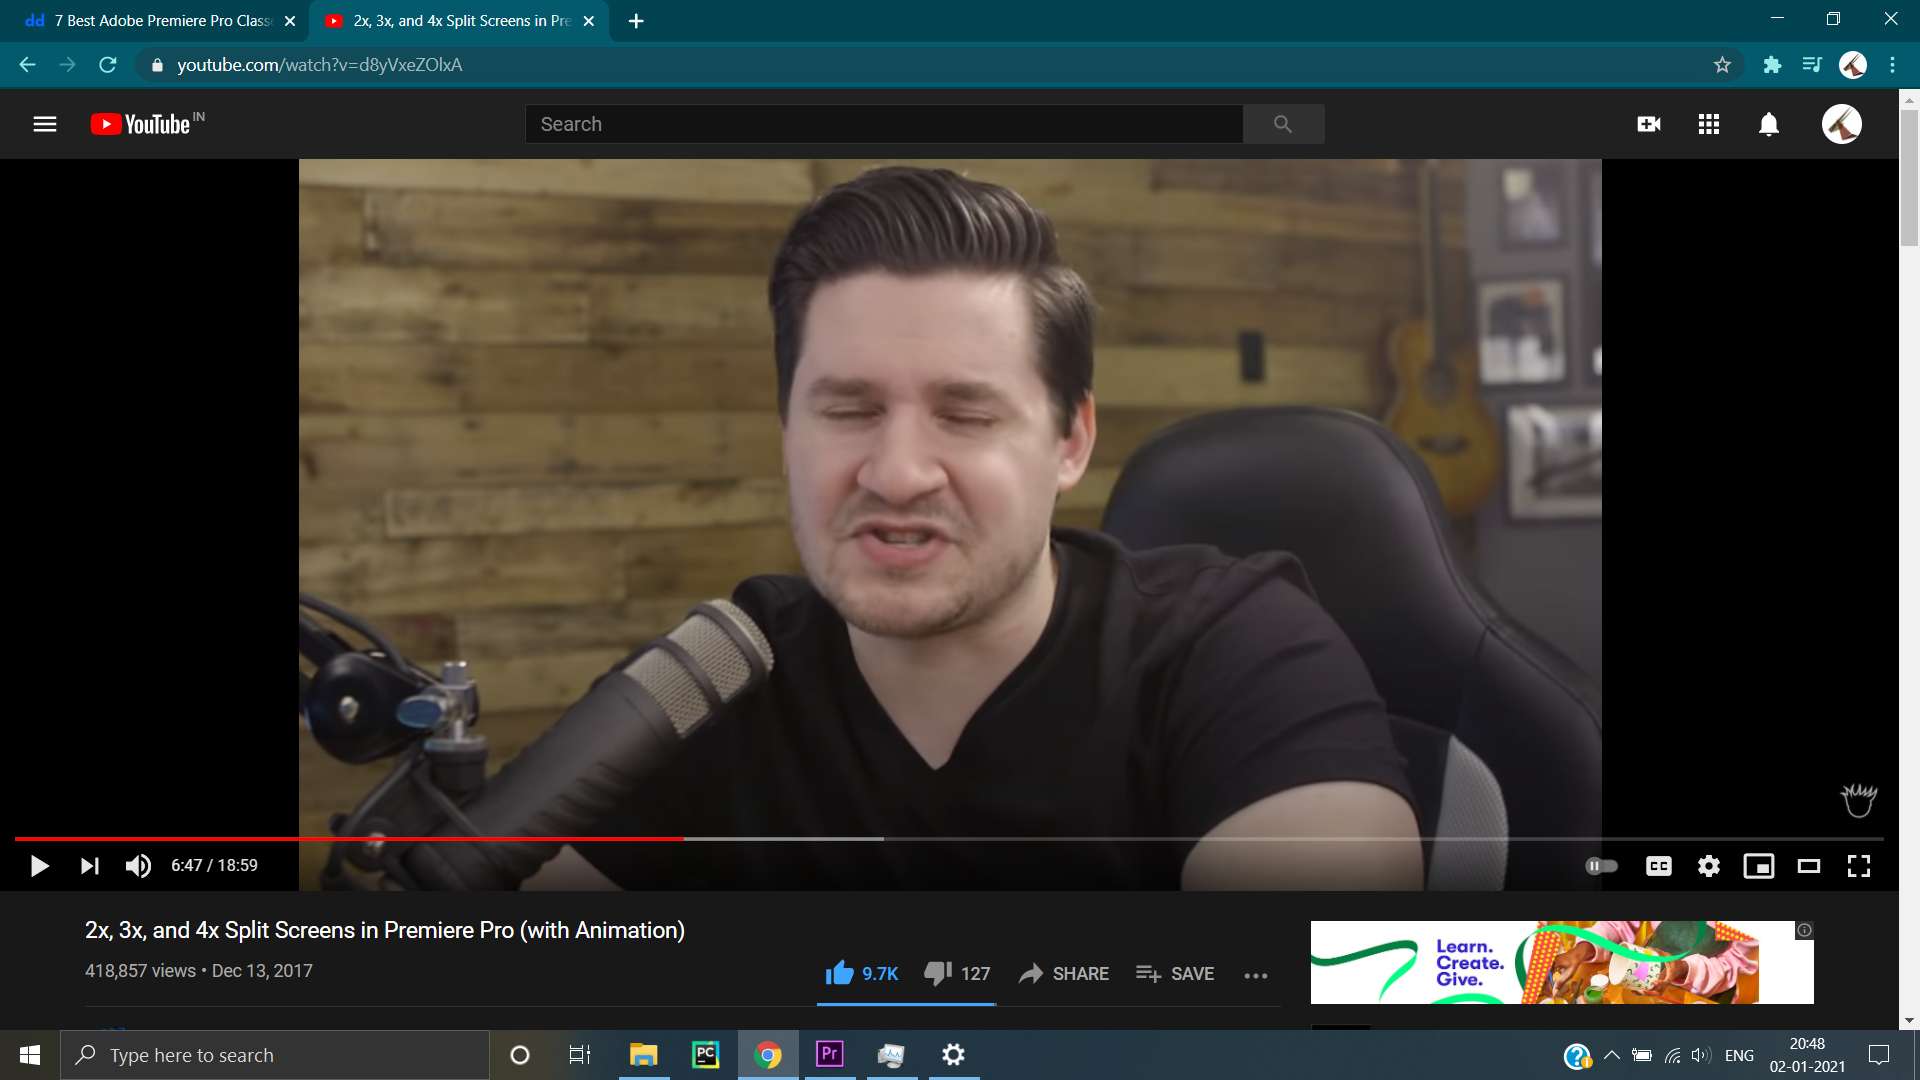 dd 7 Best Adobe Premiere Pro Class
2x, 3x, and 4x Split Screens in Pre
youtube.com/watch?v=d8yVxeZOlxA
YouTube IN
Search
6:47 / 18:59
CC
2x, 3x, and 4x Split Screens in Premiere Pro (with Animation)
418,857 views • Dec 13, 2017
9.7K
127
SHARE
SAVE
Learn.
Create.
Give.
Type here to search
PC
Pr
ENG
20:48
02-01-2021